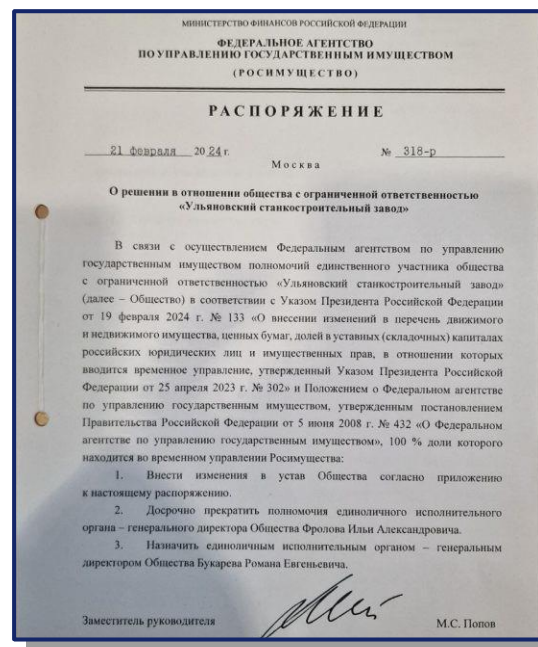 МИНИСТЕРСТВО ФИНАНСОВ РОССИЙСКОЙ ФЕДЕРАЦИИ
ФЕДЕРАЛЬНОЕ АГЕНТСТВО
ПО УПРАВЛЕНИЮ ГОСУДАРСТВЕННЫМ ИМУЩЕСТВОМ
(РОСИМУЩЕСТВО)
РАСПОРЯЖЕНИЕ
21 февраля 2024 г. № 318-р
Москва
О решении в отношении общества с ограниченной ответственностью
«Ульяновский станкостроительный завод»
В связи с осуществлением Федеральным агентством по управлению
государственным имуществом полномочий единственного участника общества
с ограниченной ответственностью «Ульяновский станкостроительный завод»
(далее – Общество) в соответствии с Указом Президента Российской Федерации
от 19 февраля 2024 г. № 133 «О внесении изменений в перечень движимого
и недвижимого имущества, ценных бумаг, долей в уставных (складочных) капиталах
российских юридических лиц и имущественных прав, в отношении которых
вводится временное управление, утвержденный Указом Президента Российской
Федерации от 25 апреля 2023 г. № 302» и Положением о Федеральном агентстве
по управлению государственным имуществом, утвержденным постановлением
Правительства Российской Федерации от 5 июня 2008 г. № 432 «О Федеральном
агентстве по управлению государственным имуществом», 100 % доли которого
находится во временном управлении Росимущества:
1. Внести изменения в устав Общества согласно приложению
к настоящему распоряжению.
2. Досрочно прекратить полномочия единоличного исполнительного
органа – генерального директора Общества Фролова Ильи Александровича.
3. Назначить единоличным исполнительным органом – генеральным
директором Общества Букарева Романа Евгеньевича.
Заместитель руководителя М.С. Попов